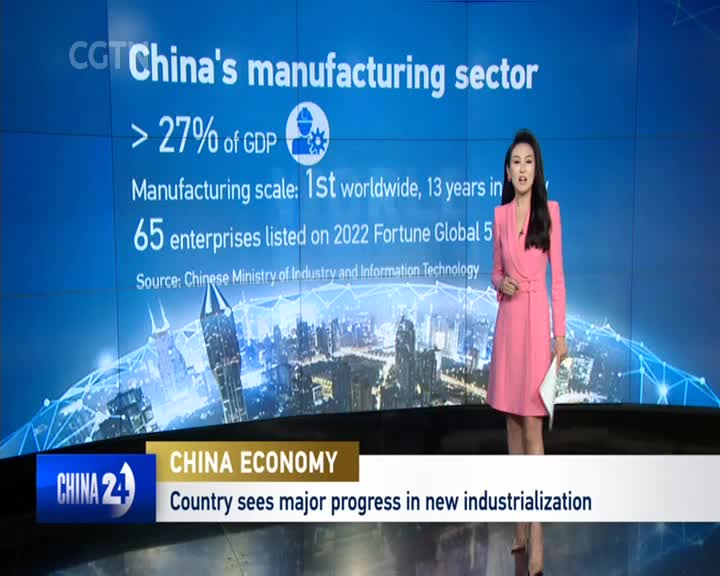 CGTN
China's manufacturing sector
> 27% of GDP
Manufacturing scale: 1st worldwide, 13 years in
65 enterprises listed on 2022 Fortune Global
Source: Chinese Ministry of Industry and Information Technology
CHINA 24
CHINA ECONOMY
Country sees major progress in new industrialization